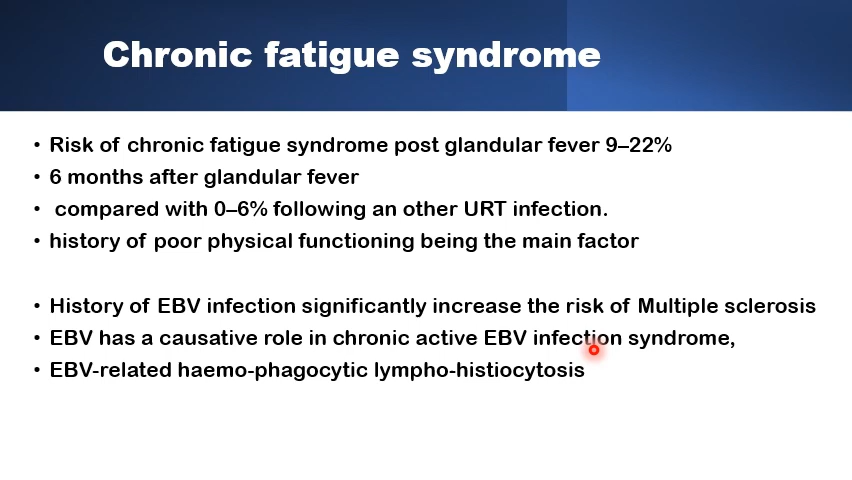 Chronic fatigue syndrome
• Risk of chronic fatigue syndrome post glandular fever 9–22%
• 6 months after glandular fever
• compared with 0–6% following an other URT infection.
• history of poor physical functioning being the main factor
• History of EBV infection significantly increase the risk of Multiple sclerosis
• EBV has a causative role in chronic active EBV infection syndrome,
• EBV-related haemo-phagocytic lympho-histiocytosis